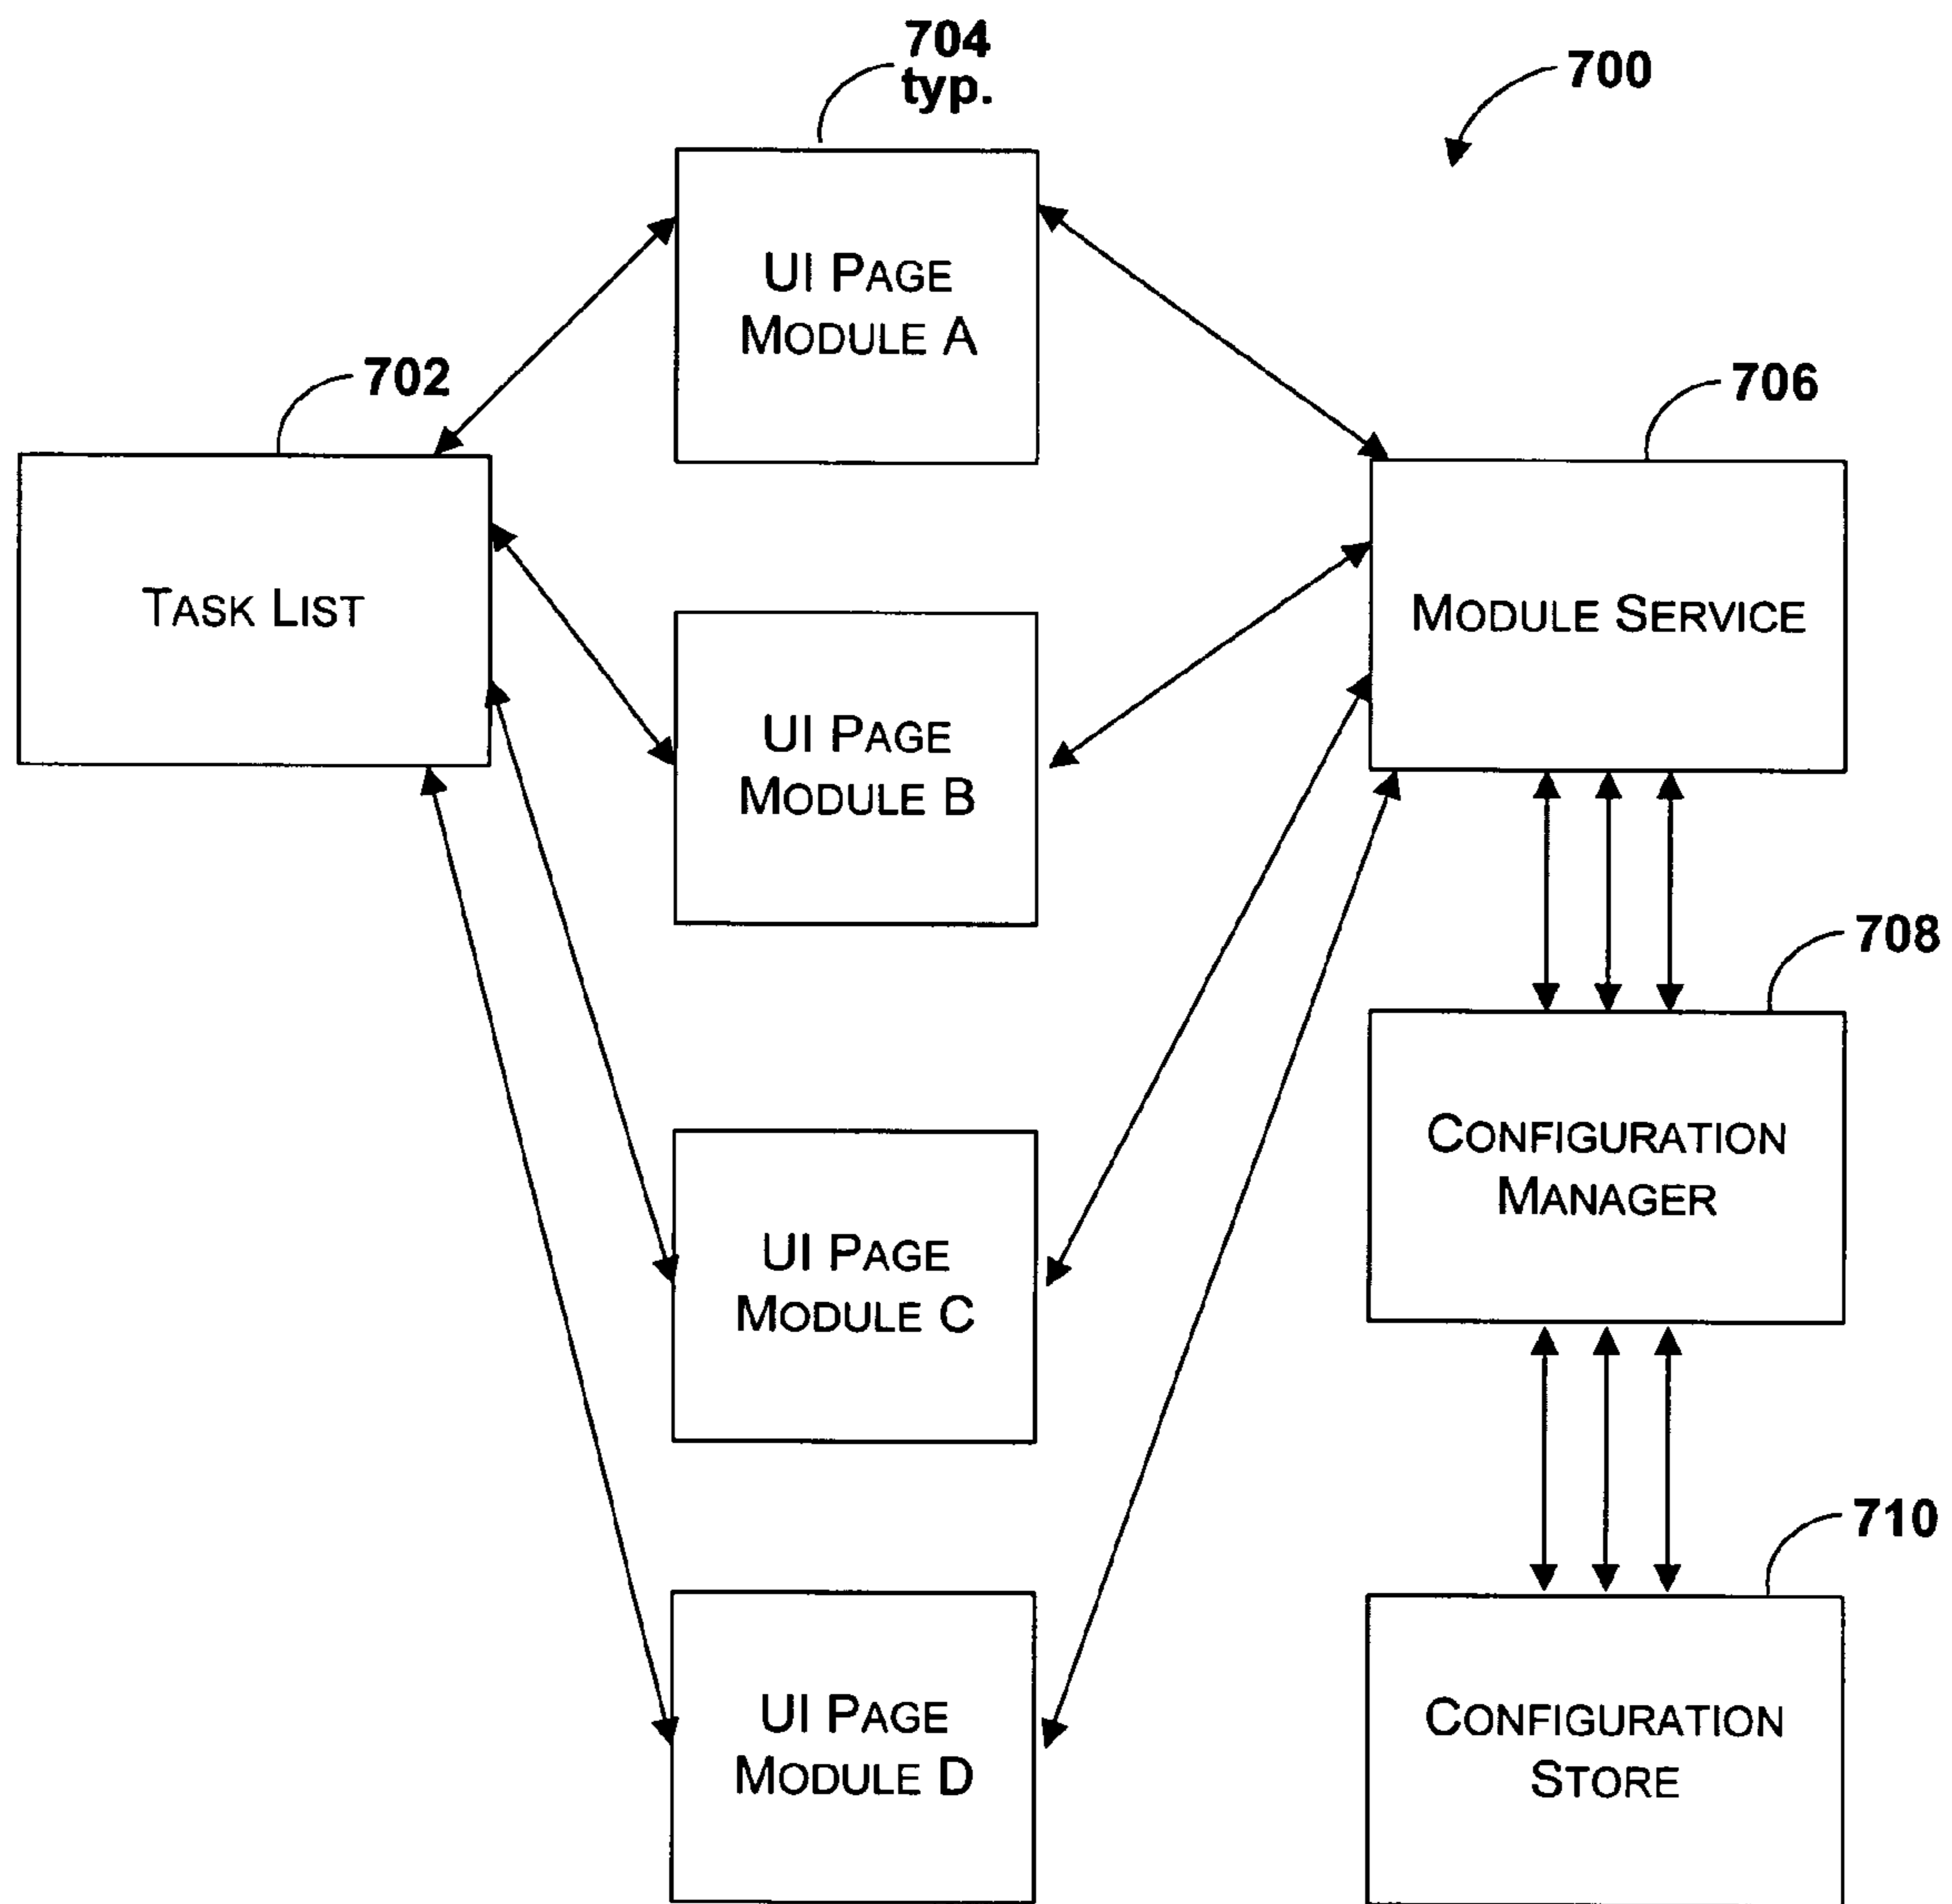 704
typ.
700
UI PAGE
MODULE A
702
706
TASK LIST
MODULE SERVICE
UI PAGE
MODULE B
708
CONFIGURATION
MANAGER
UI PAGE
MODULE C
710
UI PAGE
MODULE D
CONFIGURATION
STORE